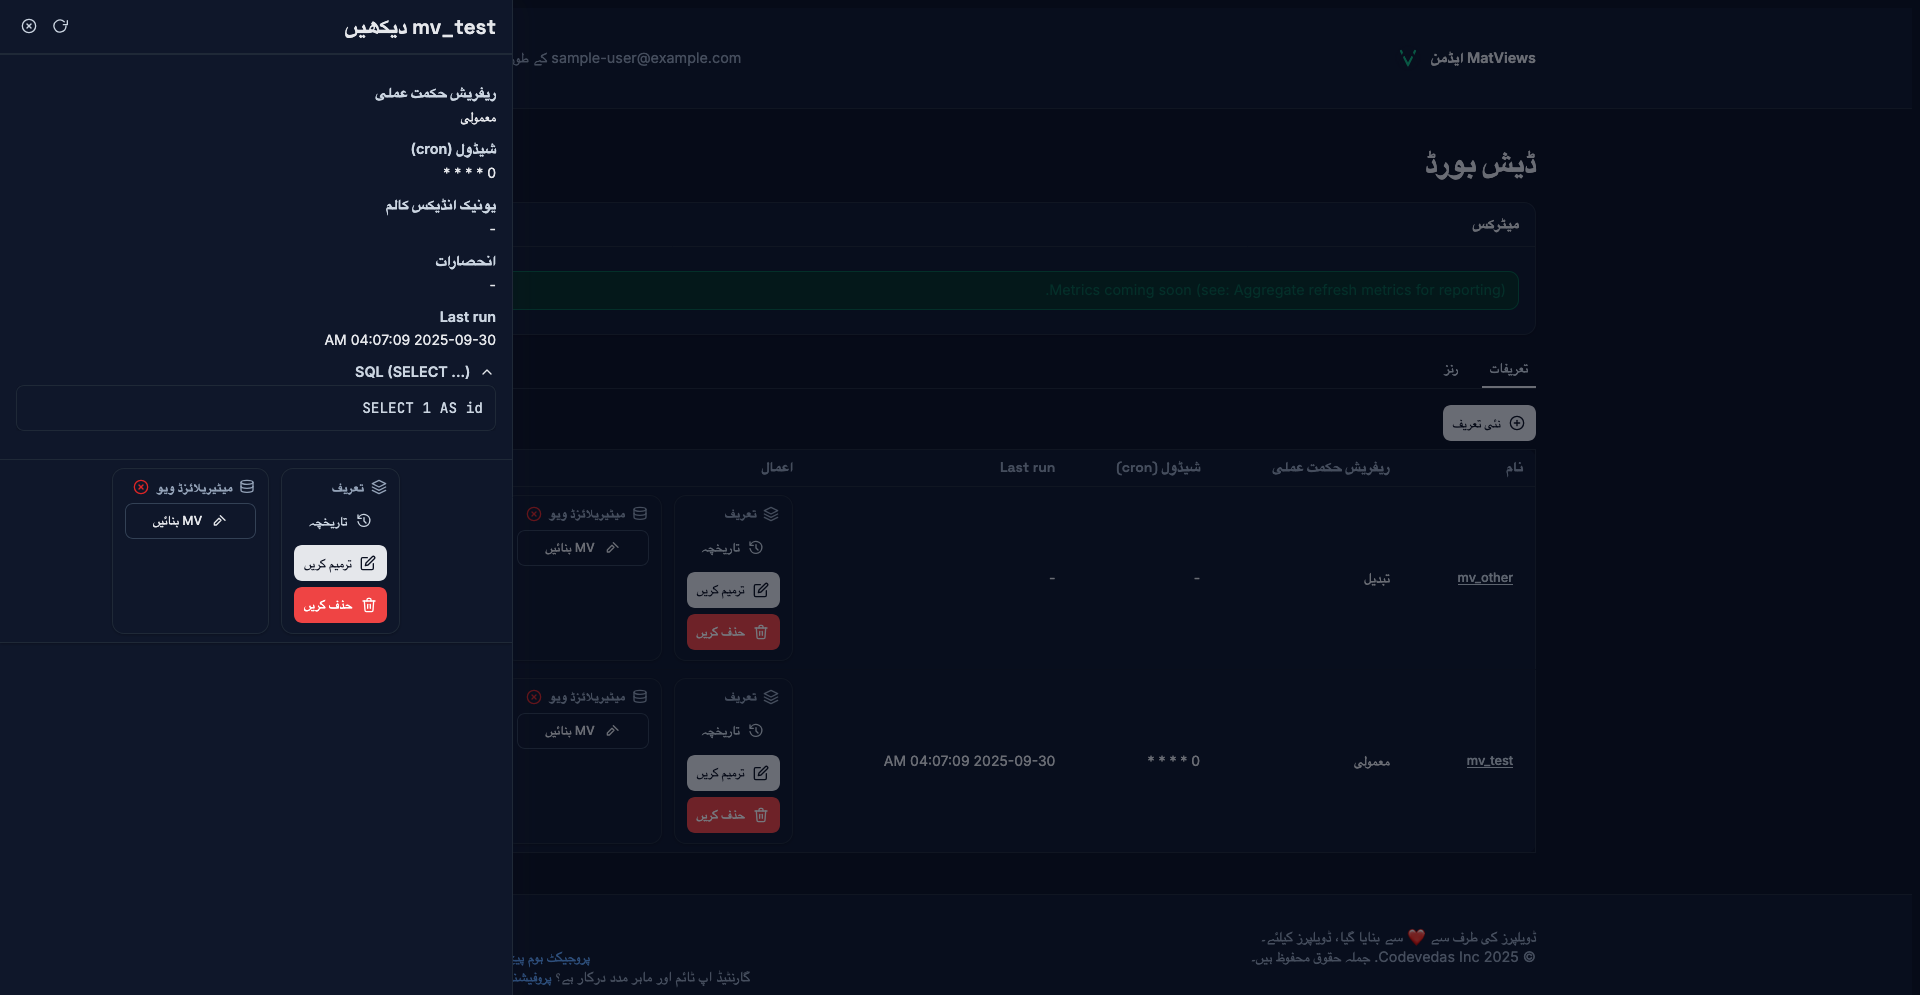 mv_test دیکھیں
ریفریش حکمت عملی
معمولی
شیڈول (cron)
0 * * * *
یونیک انڈیکس کالم
-
انحصارات
-
Last run
2025-09-30 04:07:09 AM
SQL (SELECT ...)
SELECT 1 AS id
تعریف
تاریخچہ
ترمیم کریں
حذف کریں
میٹیریلائزڈ ویو
MV بنائیں
MatViews ایڈمن
sample-user@example.com کے
ڈیش بورڈ
میٹرکس
Metrics coming soon (see: Aggregate refresh metrics for reporting).
تعریفات
رنز
نئی تعریف
نام ریفریش حکمت عملی شیڈول (cron) Last run اعمال
mv_other تبدیل - -
تعریف
تاریخچہ
ترمیم کریں
حذف کریں
میٹیریلائزڈ ویو
MV بنائیں
mv_test معمولی 0 * * * * 2025-09-30 04:07:09 AM
تعریف
تاریخچہ
ترمیم کریں
حذف کریں
میٹیریلائزڈ ویو
MV بنائیں
ڈویلپرز کی طرف سے ❤️ سے بنایا گیا، ڈویلپرز کیلئے۔
© 2025 Codevedas Inc. جملہ حقوق محفوظ ہیں۔
پروجیکٹ ہوم
گارنٹیڈ اپ ٹائم اور ماہر مدد درکار ہے؟